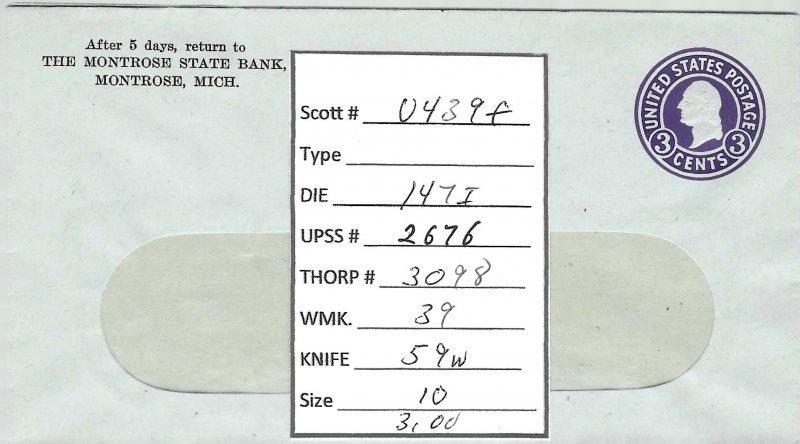 After 5 days, return to
THE MONTROSE STATE BANK,
MONTROSE, MICH.
UNITED STATES POSTAGE
3 CENTS 3
Scott # U439f
Type
DIE 147I
UPSS # 2676
THORP # 3098
WMK. 39
KNIFE 59W
Size 10
3.00